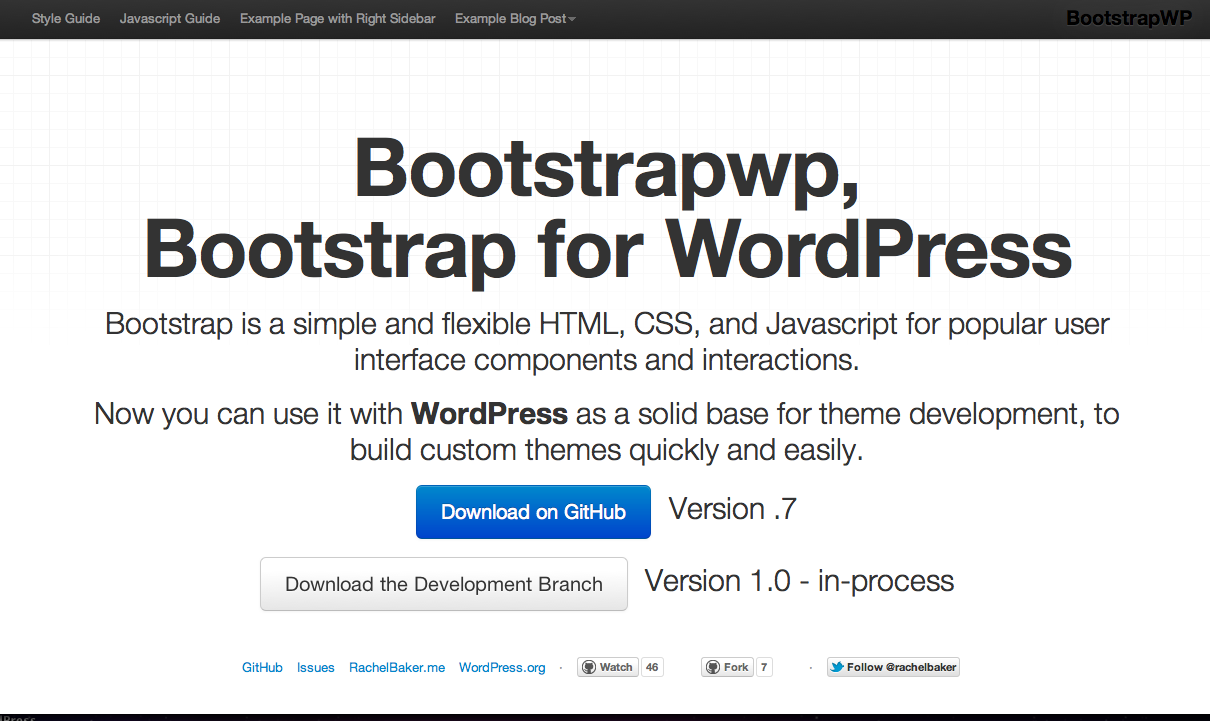 Style Guide Javascript Guide Example Page with Right Sidebar Example Blog Post BootstrapWP
Bootstrapwp,
Bootstrap for WordPress
Bootstrap is a simple and flexible HTML, CSS, and Javascript for popular user
interface components and interactions.
Now you can use it with WordPress as a solid base for theme development, to
build custom themes quickly and easily.
Download on GitHub Version .7
Download the Development Branch Version 1.0 - in-process
GitHub Issues RachelBaker.me WordPress.org · Watch 46 Fork 7 · Follow @rachelbaker